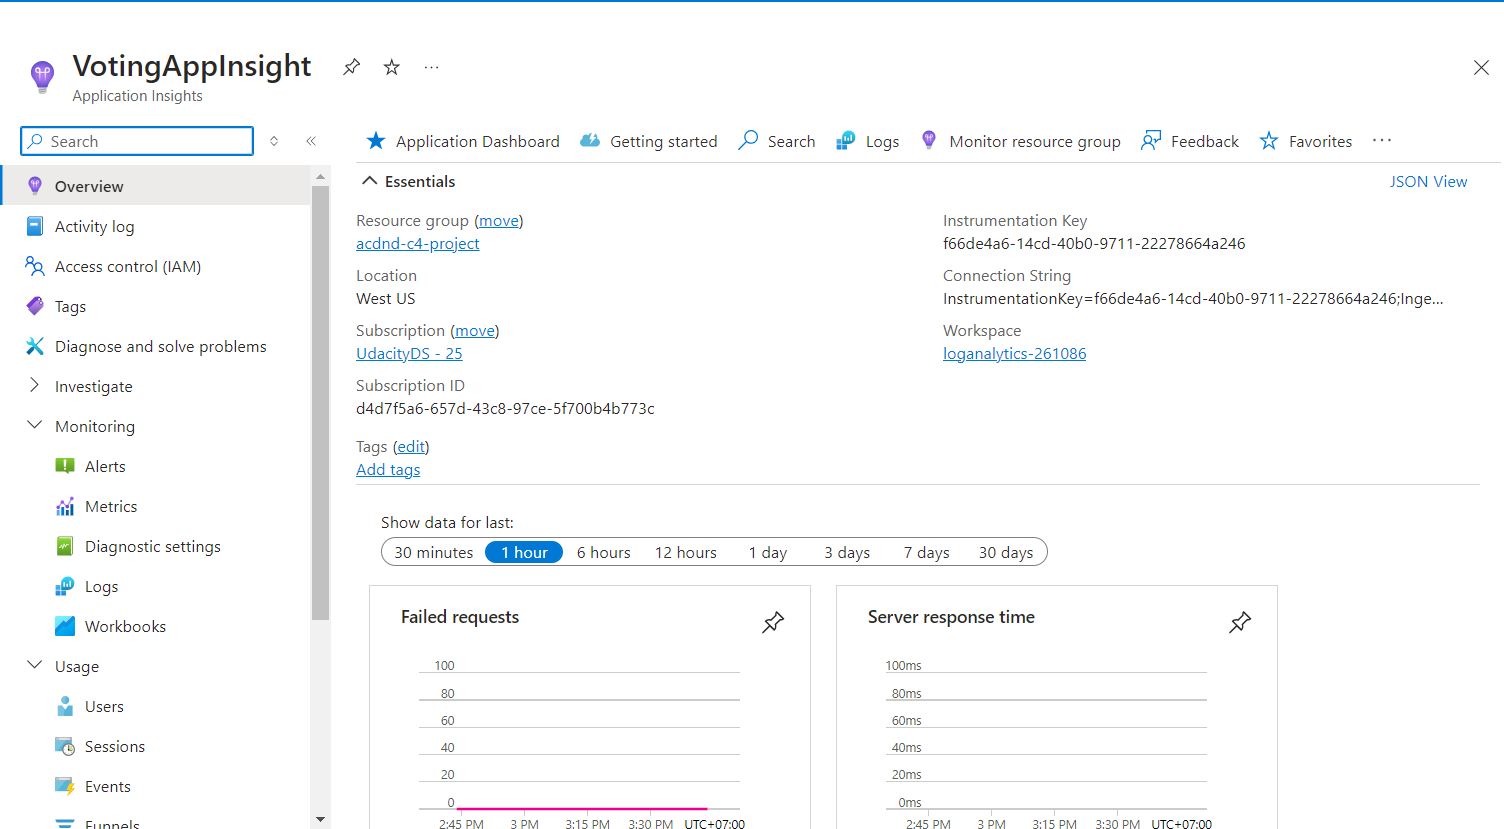 VotingAppInsight
Application Insights
Search
Application Dashboard
Getting started
Search
Logs
Monitor resource group
Feedback
Favorites
Overview
Activity log
Access control (IAM)
Tags
Diagnose and solve problems
Investigate
Monitoring
Alerts
Metrics
Diagnostic settings
Logs
Workbooks
Usage
Users
Sessions
Events
Funnels
Essentials
JSON View
Resource group (move)
acdnd-c4-project
Location
West US
Subscription (move)
UdacityDS - 25
Subscription ID
d4d7f5a6-657d-43c8-97ce-5f700b4b773c
Tags (edit)
Add tags
Instrumentation Key
f66de4a6-14cd-40b0-9711-22278664a246
Connection String
InstrumentationKey=f66de4a6-14cd-40b0-9711-22278664a246;Inge...
Workspace
loganalytics-261086
Show data for last:
30 minutes
1 hour
6 hours
12 hours
1 day
3 days
7 days
30 days
Failed requests
100
80
60
40
20
0
2:45 PM
3 PM
3:15 PM
3:30 PM
UTC+07:00
Server response time
100ms
80ms
60ms
40ms
20ms
0ms
2:45 PM
3 PM
3:15 PM
3:30 PM
UTC+07:00